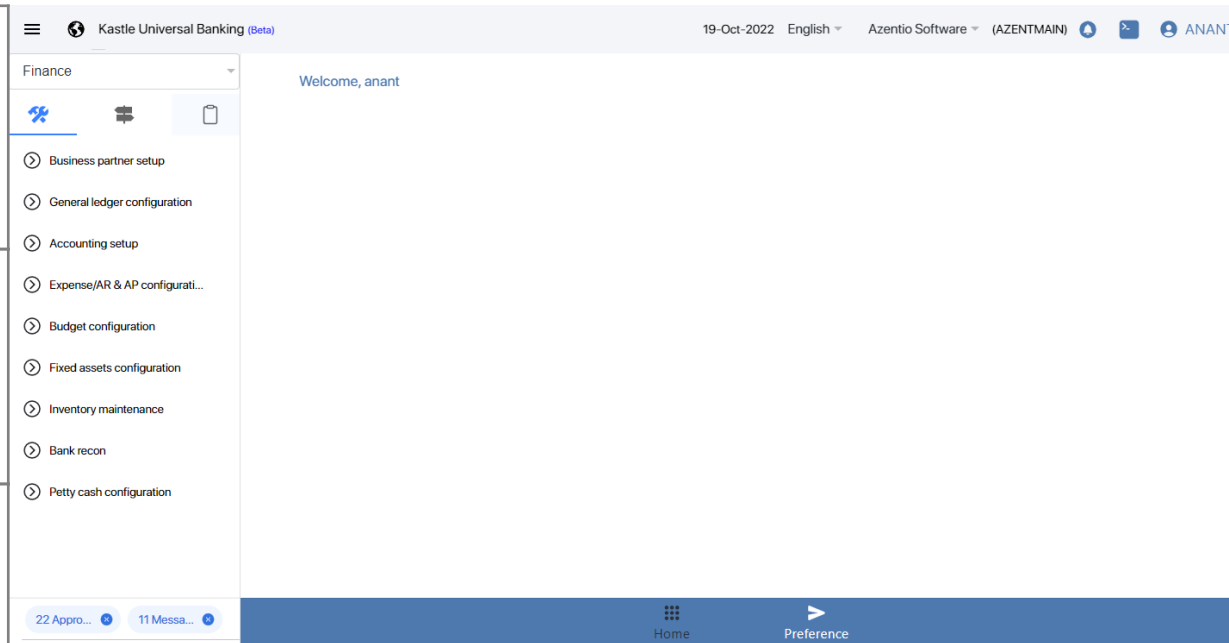 Kastle Universal Banking (Beta)
19-Oct-2022 English Azentio Software (AZENTMAIN) ANANT
Finance
Welcome, anant
Business partner setup
General ledger configuration
Accounting setup
Expense/AR & AP configurati...
Budget configuration
Fixed assets configuration
Inventory maintenance
Bank recon
Petty cash configuration
22 Appro... 11 Messa...
Home Preference